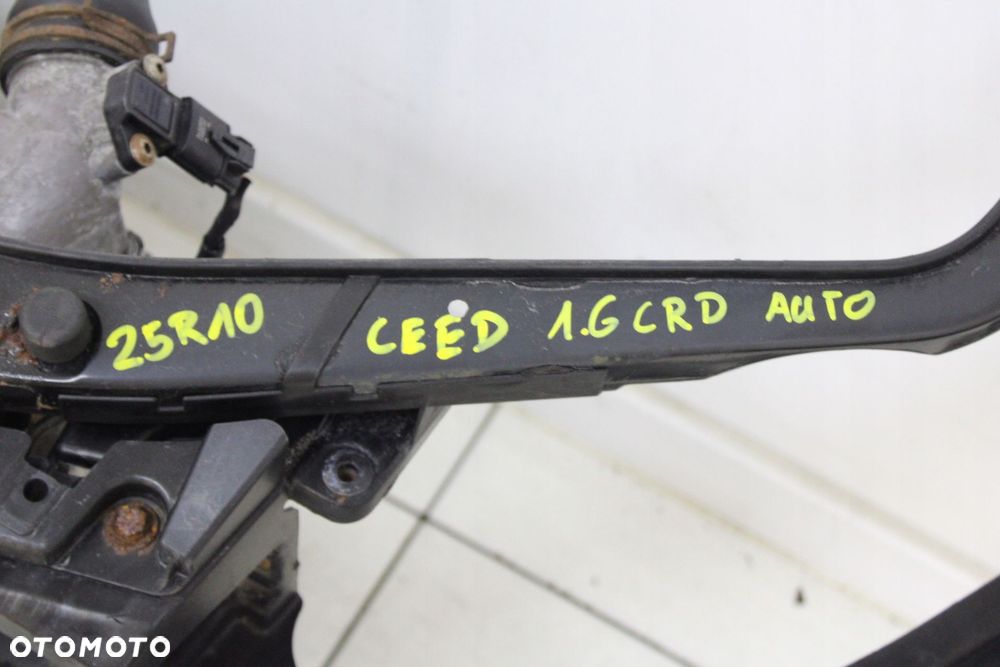 25R10 CEED 1.6 CRD AUTO
OTOMOTO